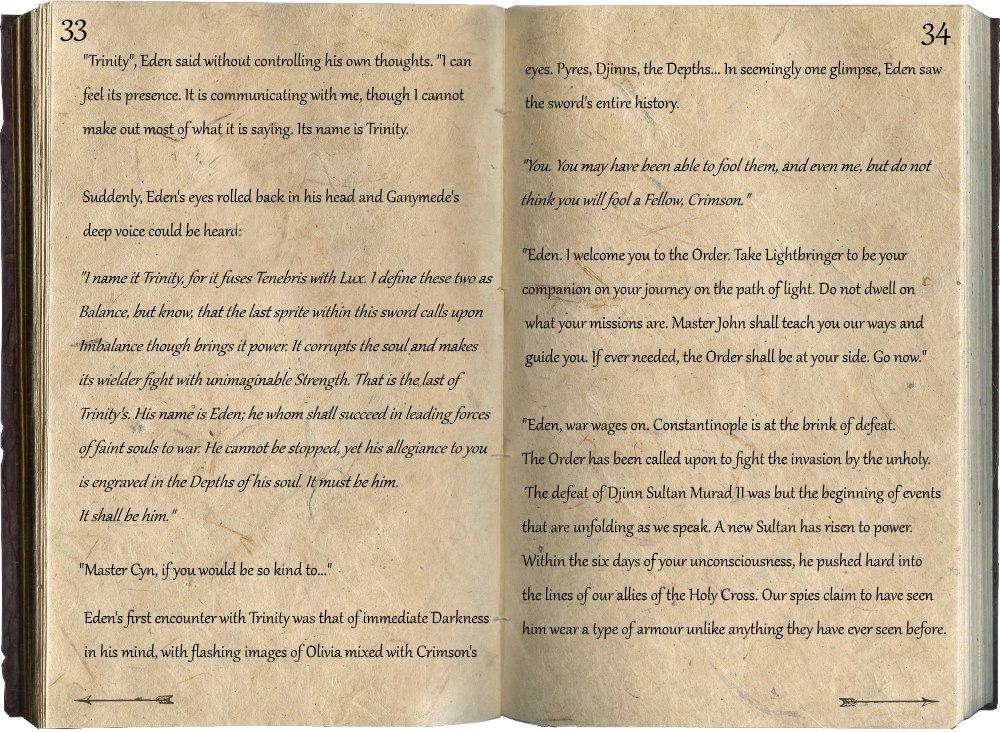 33
"Trinity", Eden said without controlling his own thoughts. "I can
feel its presence. It is communicating with me, though I cannot
make out most of what it is saying. Its name is Trinity.
Suddenly, Eden's eyes rolled back in his head and Ganymede's
deep voice could be heard:
"I name it Trinity, for it fuses Tenebris with Lux. I define these two as
Balance, but know, that the last sprite within this sword calls upon
Imbalance though brings it power. It corrupts the soul and makes
its wielder fight with unimaginable Strength. That is the last of
Trinity's. His name is Eden; he whom shall succeed in leading forces
of faint souls to war. He cannot be stopped, yet his allegiance to you
is engraved in the Depths of his soul. It must be him.
It shall be him."
"Master Cyn, if you would be so kind to..."
Eden's first encounter with Trinity was that of immediate Darkness
in his mind, with flashing images of Olivia mixed with Crimson's
34
eyes. Pyres, Djinns, the Depths... In seemingly one glimpse, Eden saw
the sword's entire history.
"You. You may have been able to fool them, and even me, but do not
think you will fool a Fellow, Crimson."
"Eden. I welcome you to the Order. Take Lightbringer to be your
companion on your journey on the path of light. Do not dwell on
what your missions are. Master John shall teach you our ways and
guide you. If ever needed, the Order shall be at your side. Go now."
"Eden, war wages on. Constantinople is at the brink of defeat.
The Order has been called upon to fight the invasion by the unholy.
The defeat of Djinn Sultan Murad II was but the beginning of events
that are unfolding as we speak. A new Sultan has risen to power.
Within the six days of your unconsciousness, he pushed hard into
the lines of our allies of the Holy Cross. Our spies claim to have seen
him wear a type of armour unlike anything they have ever seen before.